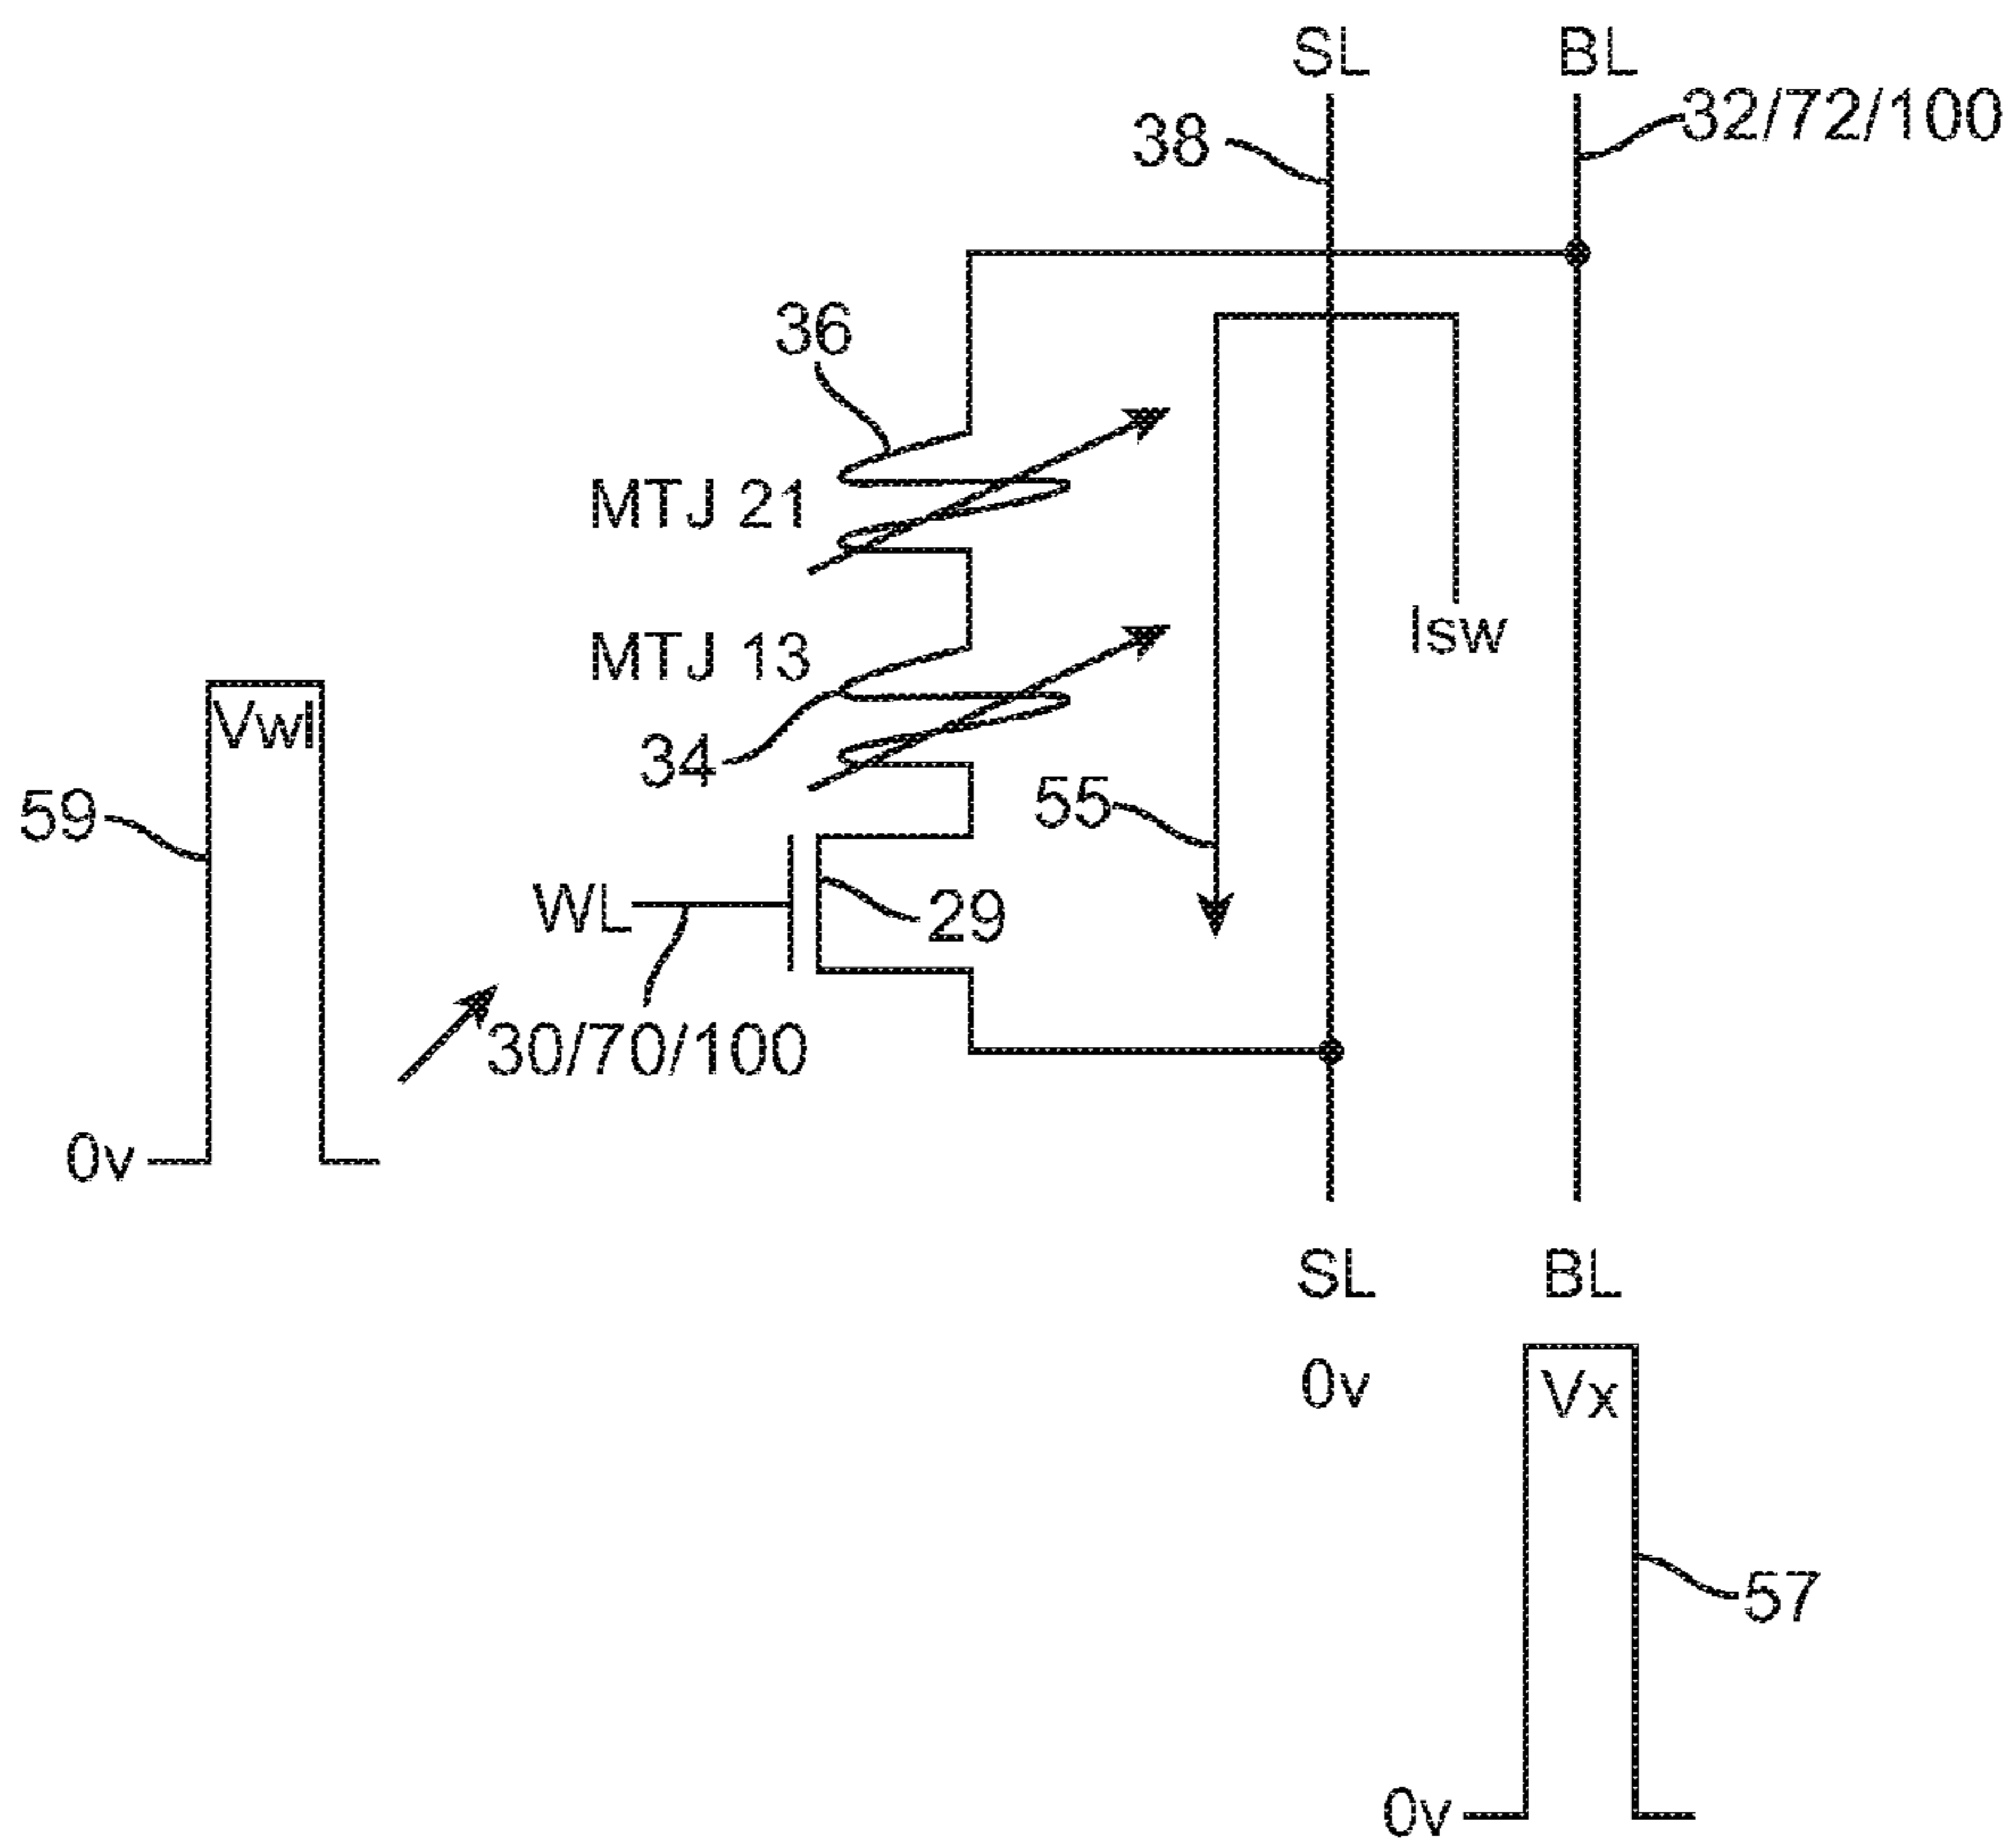 SL
BL
32/72/100
38
36
MTJ 21
Isw
MTJ 13
Vwl
34
55
59
WL
29
30/70/100
0v
SL
BL
0v
Vx
57
0v